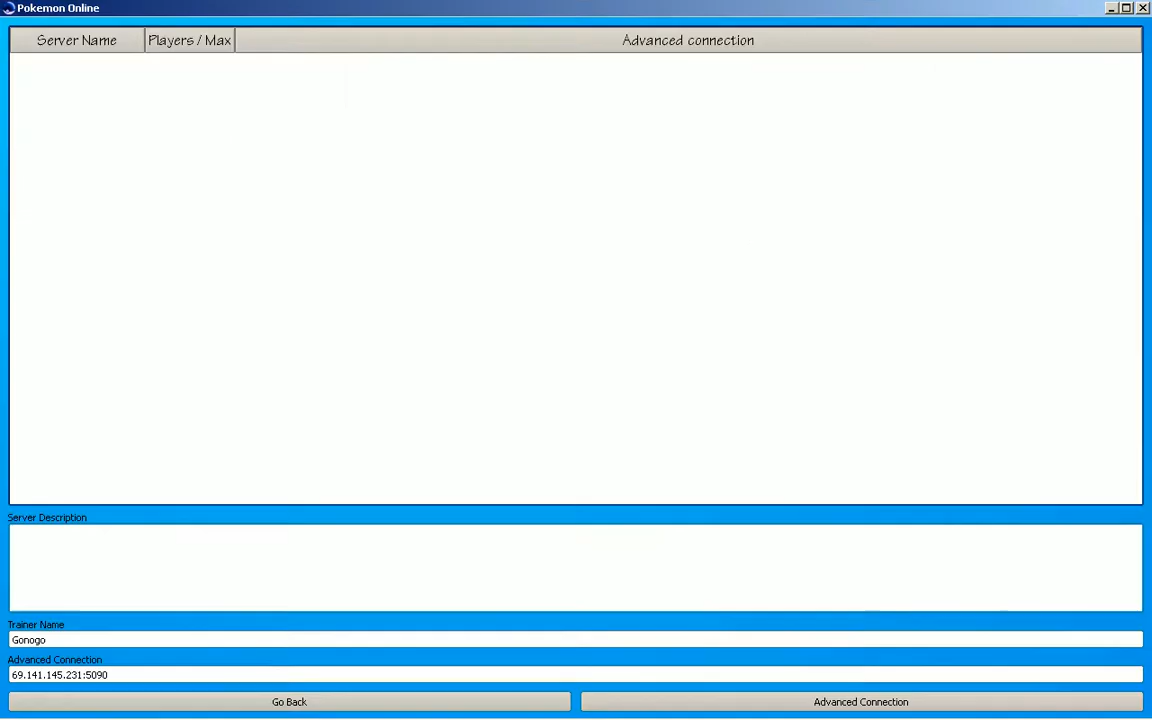 Pokemon Online
Server Name Players / Max Advanced connection
Server Description
Trainer Name
Gonogo
Advanced Connection
69.141.145.231:5090
Go Back Advanced Connection